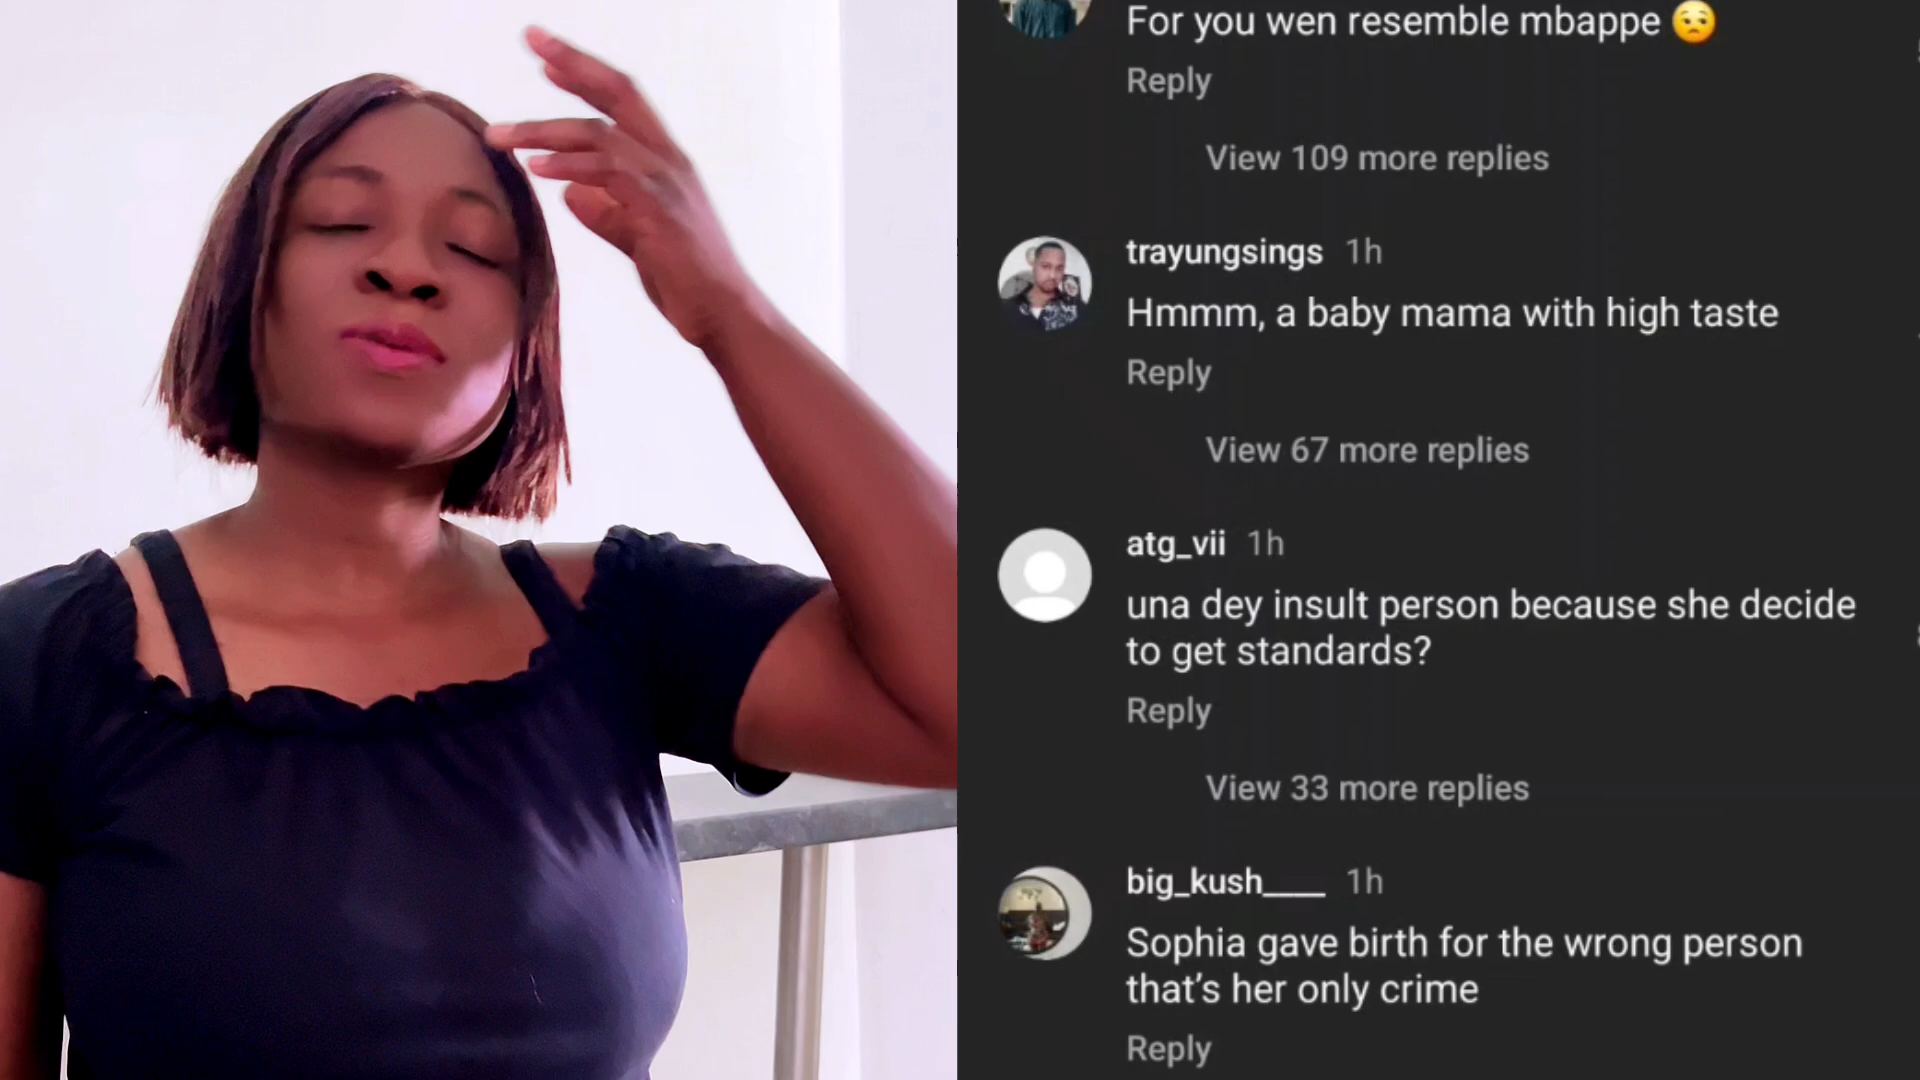 For you wen resemble mbappe 😟
Reply
View 109 more replies
trayungsings 1h
Hmmm, a baby mama with high taste
Reply
View 67 more replies
atg_vii 1h
una dey insult person because she decide
to get standards?
Reply
View 33 more replies
big_kush____ 1h
Sophia gave birth for the wrong person
that's her only crime
Reply